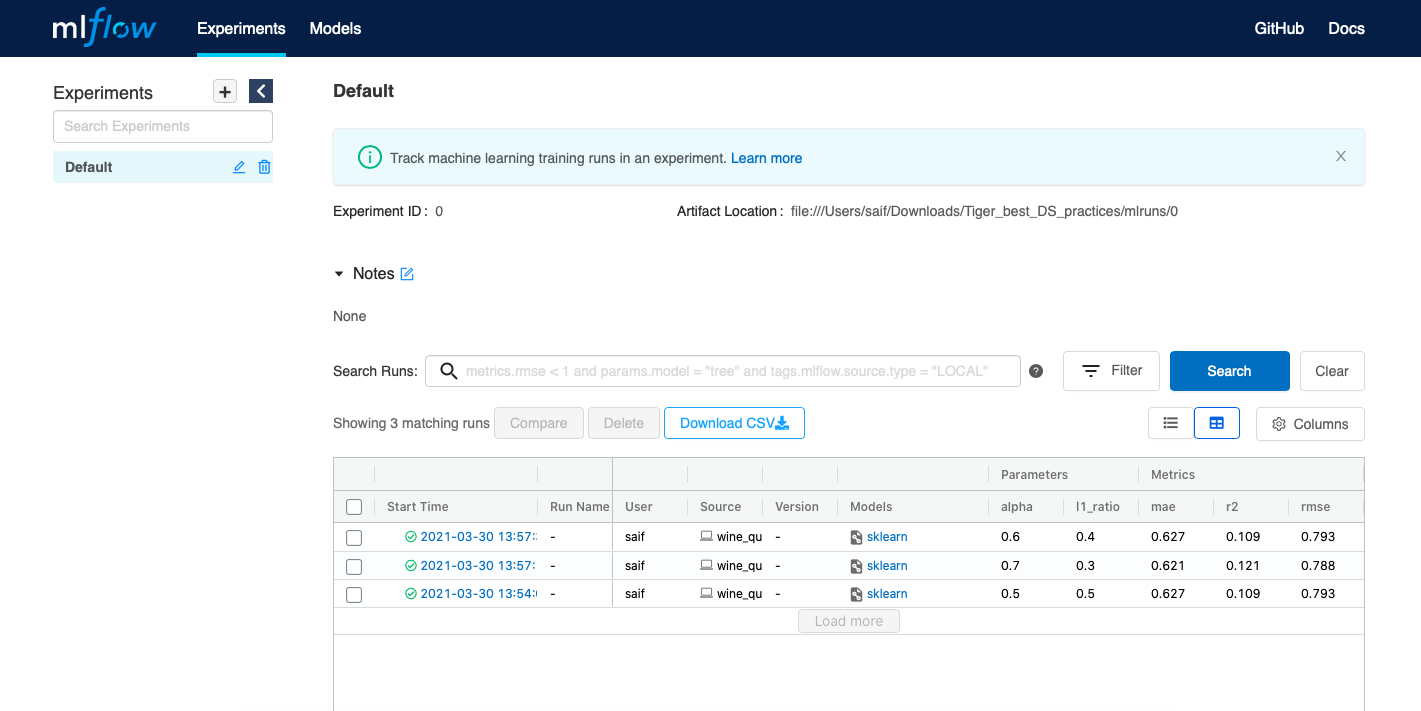 mlflow Experiments Models GitHub Docs
Experiments
Search Experiments
Default
Default
Track machine learning training runs in an experiment. Learn more
Experiment ID : 0 Artifact Location : file:///Users/saif/Downloads/Tiger_best_DS_practices/mlruns/0
Notes
None
Search Runs: metrics.rmse < 1 and params.model = "tree" and tags.mlflow.source.type = "LOCAL" ? Filter Search Clear
Showing 3 matching runs Compare Delete Download CSV Columns
Parameters Metrics
Start Time Run Name User Source Version Models alpha l1_ratio mae r2 rmse
2021-03-30 13:57: - saif wine_qu - sklearn 0.6 0.4 0.627 0.109 0.793
2021-03-30 13:57: - saif wine_qu - sklearn 0.7 0.3 0.621 0.121 0.788
2021-03-30 13:54: - saif wine_qu - sklearn 0.5 0.5 0.627 0.109 0.793
Load more